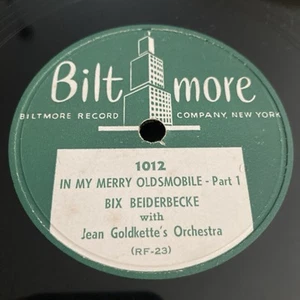 Biltmore
BILTMORE RECORD COMPANY, NEW YORK
1012
IN MY MERRY OLDSMOBILE - Part 1
BIX BEIDERBECKE
with
Jean Goldkette's Orchestra
(RF-23)